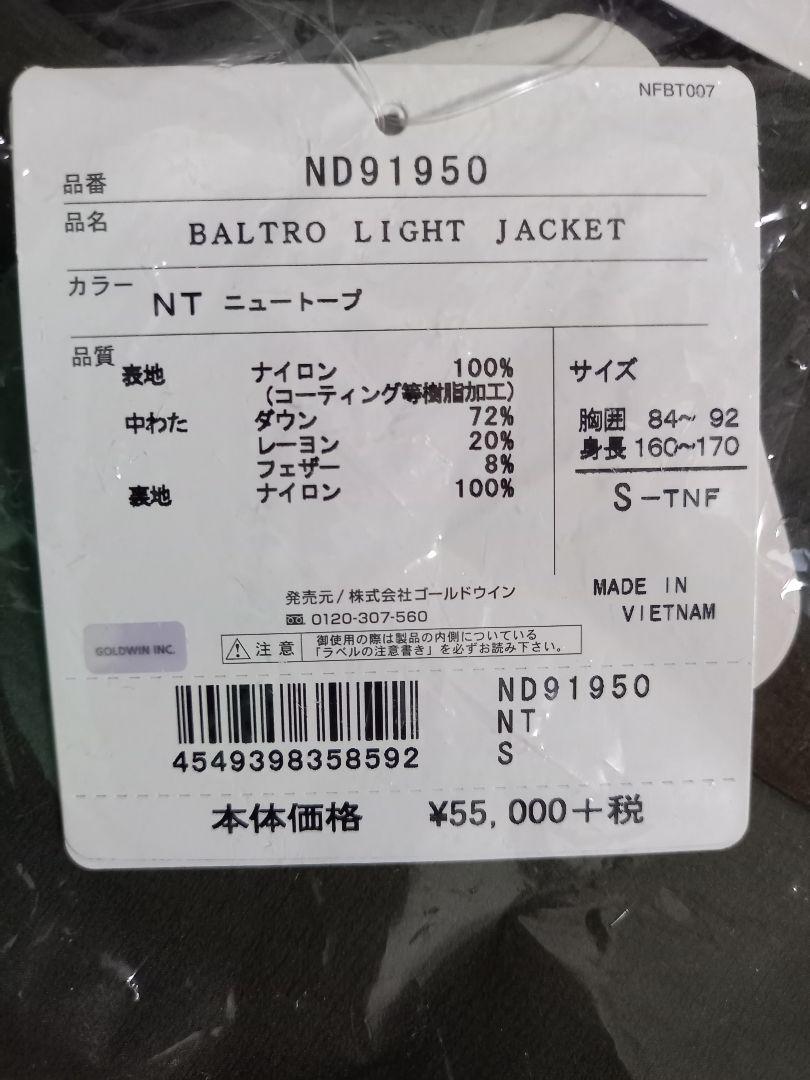 NFBT007
品番 ND91950
品名 BALTRO LIGHT JACKET
カラー NT ニュートープ
品質
表地 ナイロン 100%
(コーティング等樹脂加工)
中わた ダウン 72%
レーヨン 20%
フェザー 8%
裏地 ナイロン 100%
サイズ
胸囲 84~ 92
身長 160~170
S-TNF
MADE IN
VIETNAM
発売元/株式会社ゴールドウイン
0120-307-560
GOLDWIN INC.
注意
御使用の際は製品の内側についている
「ラベルの注意書き」を必ずお読み下さい。
4549398358592
ND91950
NT
S
本体価格 ¥55,000+税